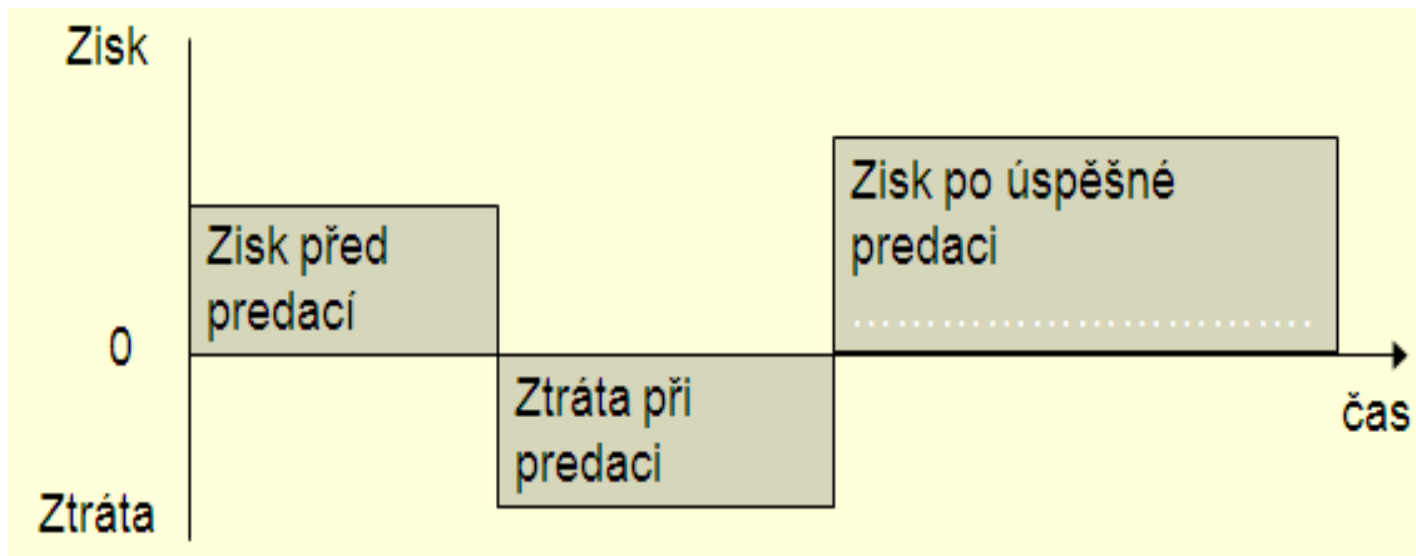 Zisk
Zisk po úspěšné
predaci
……………………………….
Zisk před
predací
0
Ztráta při
predaci
čas
Ztráta